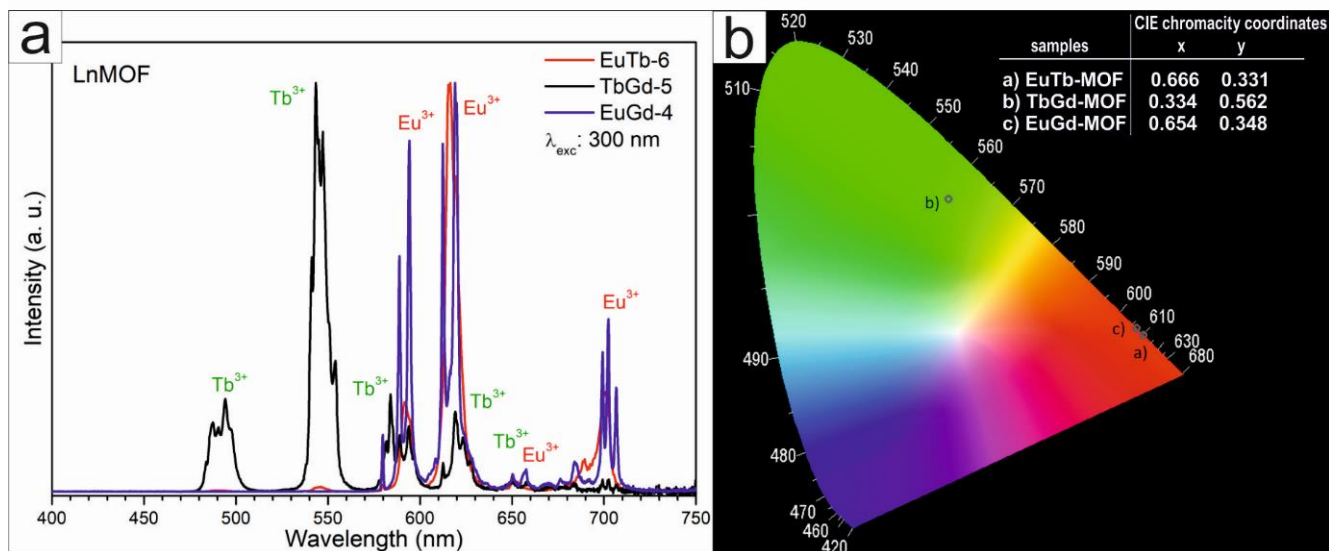 a
LnMOF
EuTb-6
TbGd-5
EuGd-4
λexc: 300 nm
Tb³⁺
Eu³⁺
Eu³⁺
Eu³⁺
Tb³⁺
Tb³⁺
Tb³⁺
Tb³⁺
Eu³⁺
Intensity (a. u.)
400 450 500 550 600 650 700 750
Wavelength (nm)
b
CIE chromacity coordinates
samples x y
a) EuTb-MOF 0.666 0.331
b) TbGd-MOF 0.334 0.562
c) EuGd-MOF 0.654 0.348
520
530
510
540
550
560
570
b)
580
590
600
c) 610
a) 630
680
490
480
470
460
420